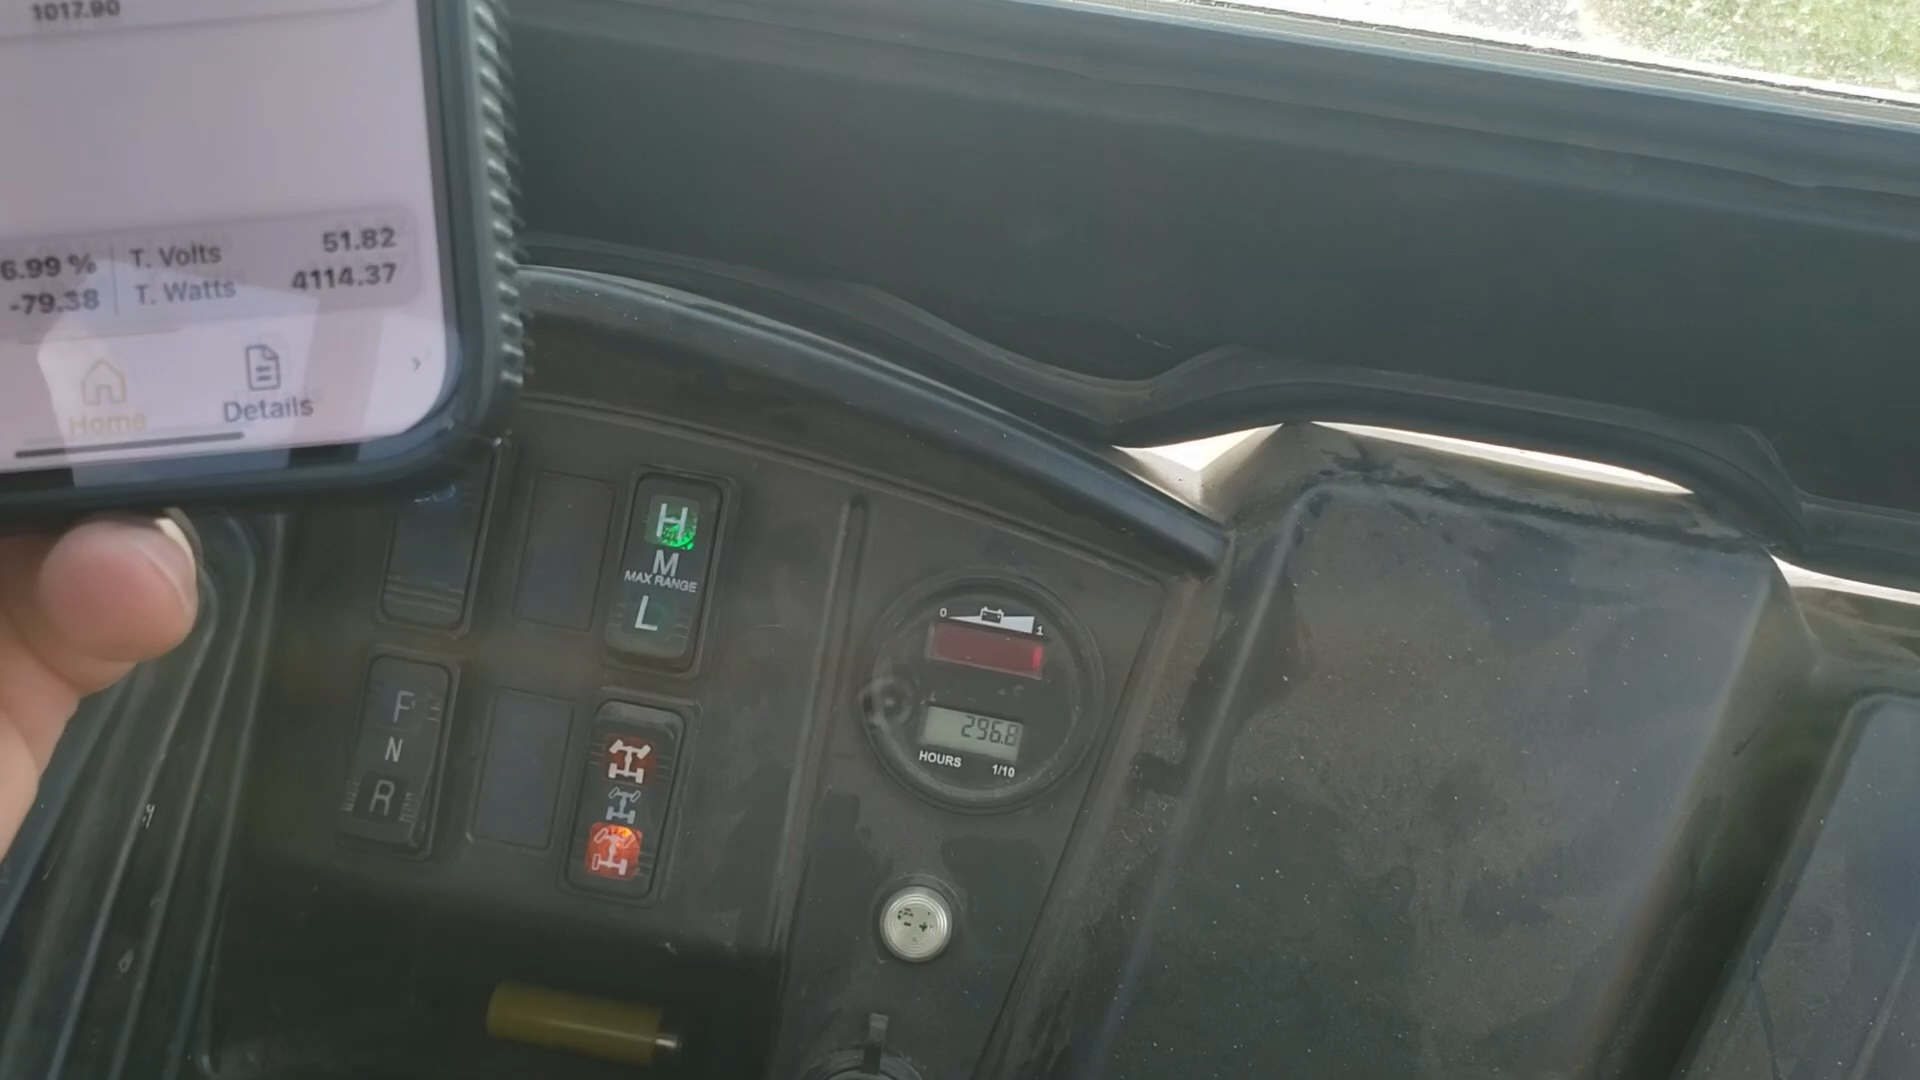 1017.90
6.99 % T. Volts 51.82
-79.38 T. Watts 4114.37
Home Details
H
M
MAX RANGE
L
0 1
F
N
R
296.8
HOURS 1/10
- +